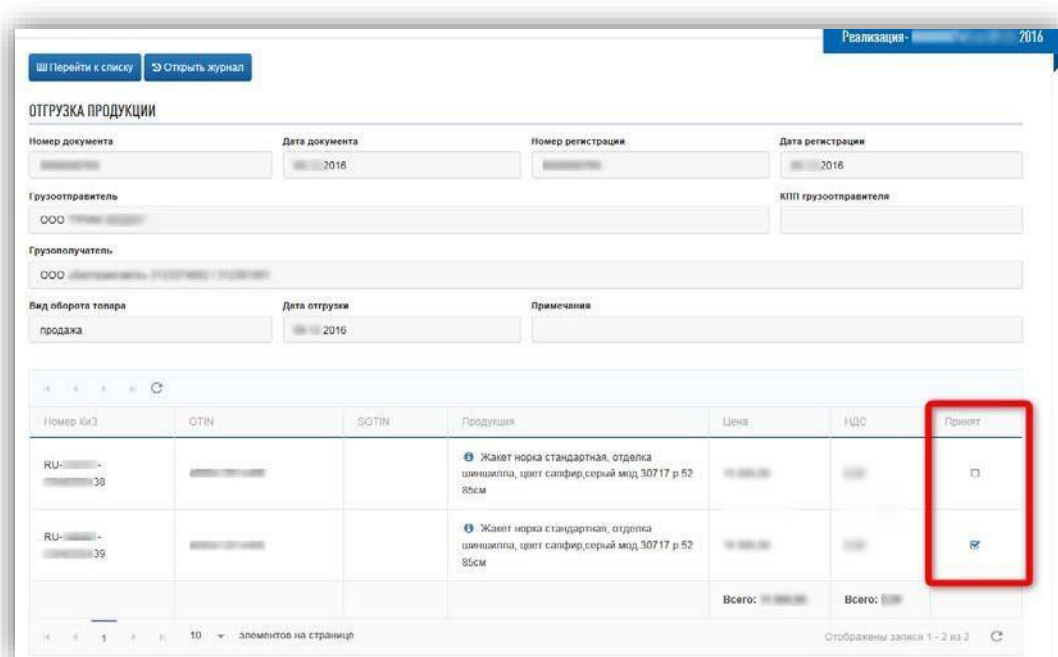 Реализация- 2016
Перейти к списку Открыть журнал
ОТГРУЗКА ПРОДУКЦИИ
Номер документа Дата документа Номер регистрации Дата регистрации
2016 2016
Грузоотправитель КПП грузоотправителя
ООО
Грузополучатель
ООО
Вид оборота товара Дата отгрузки Примечания
продажа 2016
Номер КиЗ GTIN SGTIN Продукция Цена НДС Принят
RU- - 38 Жакет норка стандартная, отделка
шиншилла, цвет сапфир,серый мод 30717 р 52
85см
RU- - 39 Жакет норка стандартная, отделка
шиншилла, цвет сапфир,серый мод 30717 р 52
85см
Всего: Всего:
1 10 элементов на странице Отображены записи 1 - 2 из 2